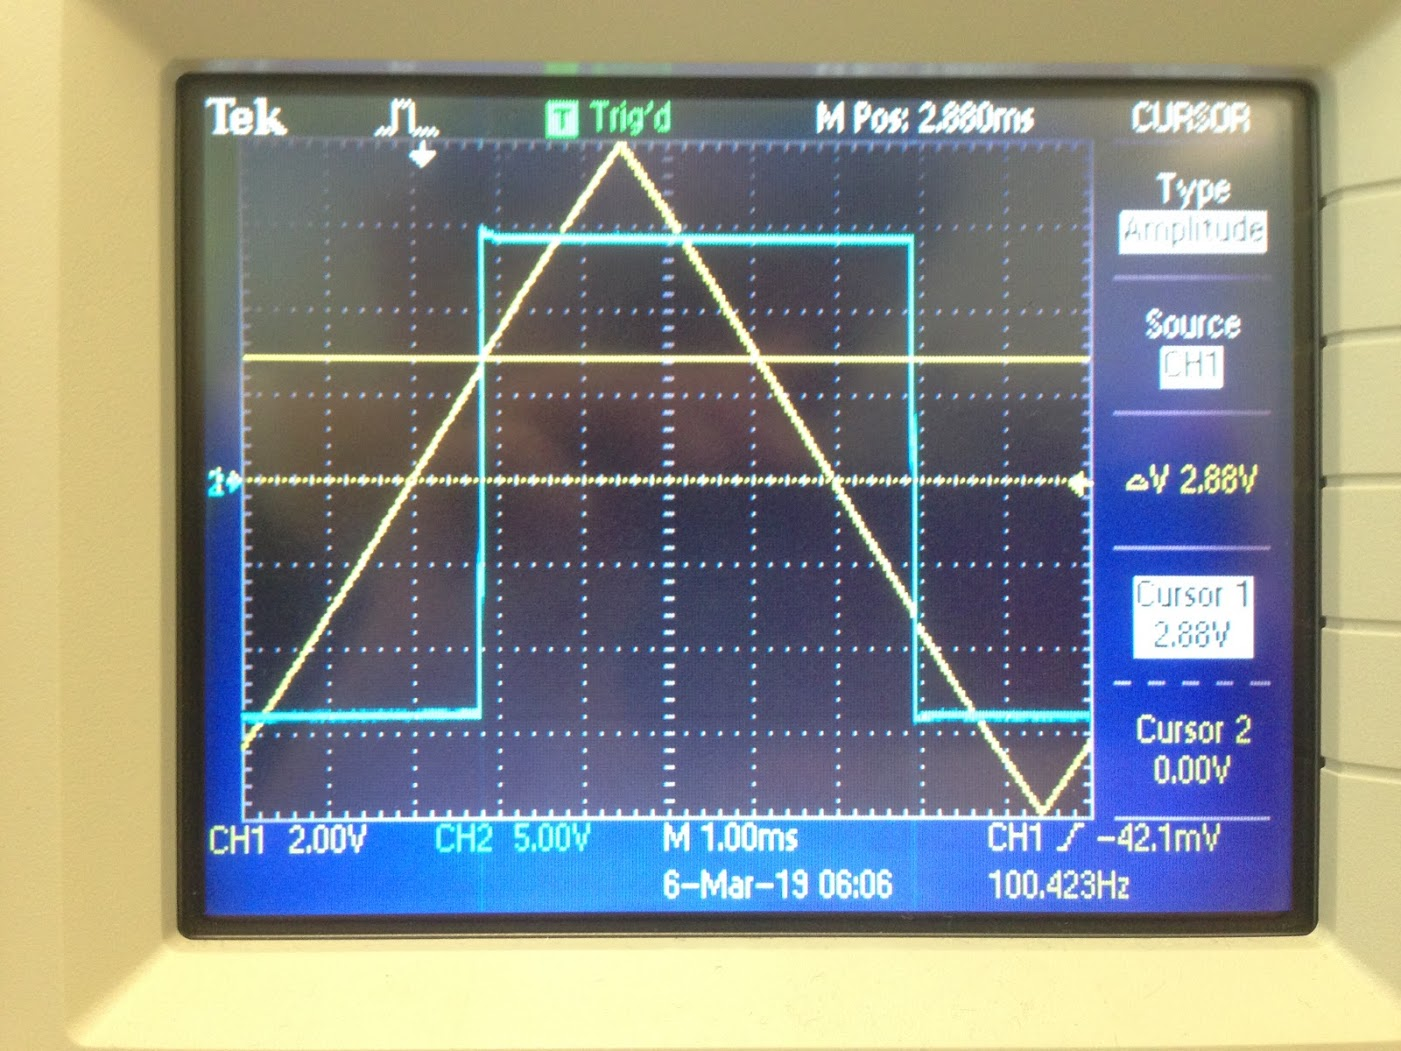 Tek T Trig'd M Pos: 2.880ms CURSOR
Type
Amplitude
Source
CH1
△V 2.88V
Cursor 1
2.88V
Cursor 2
0.00V
CH1 2.00V CH2 5.00V M 1.00ms CH1 -42.1mV
6-Mar-19 06:06 100.423Hz